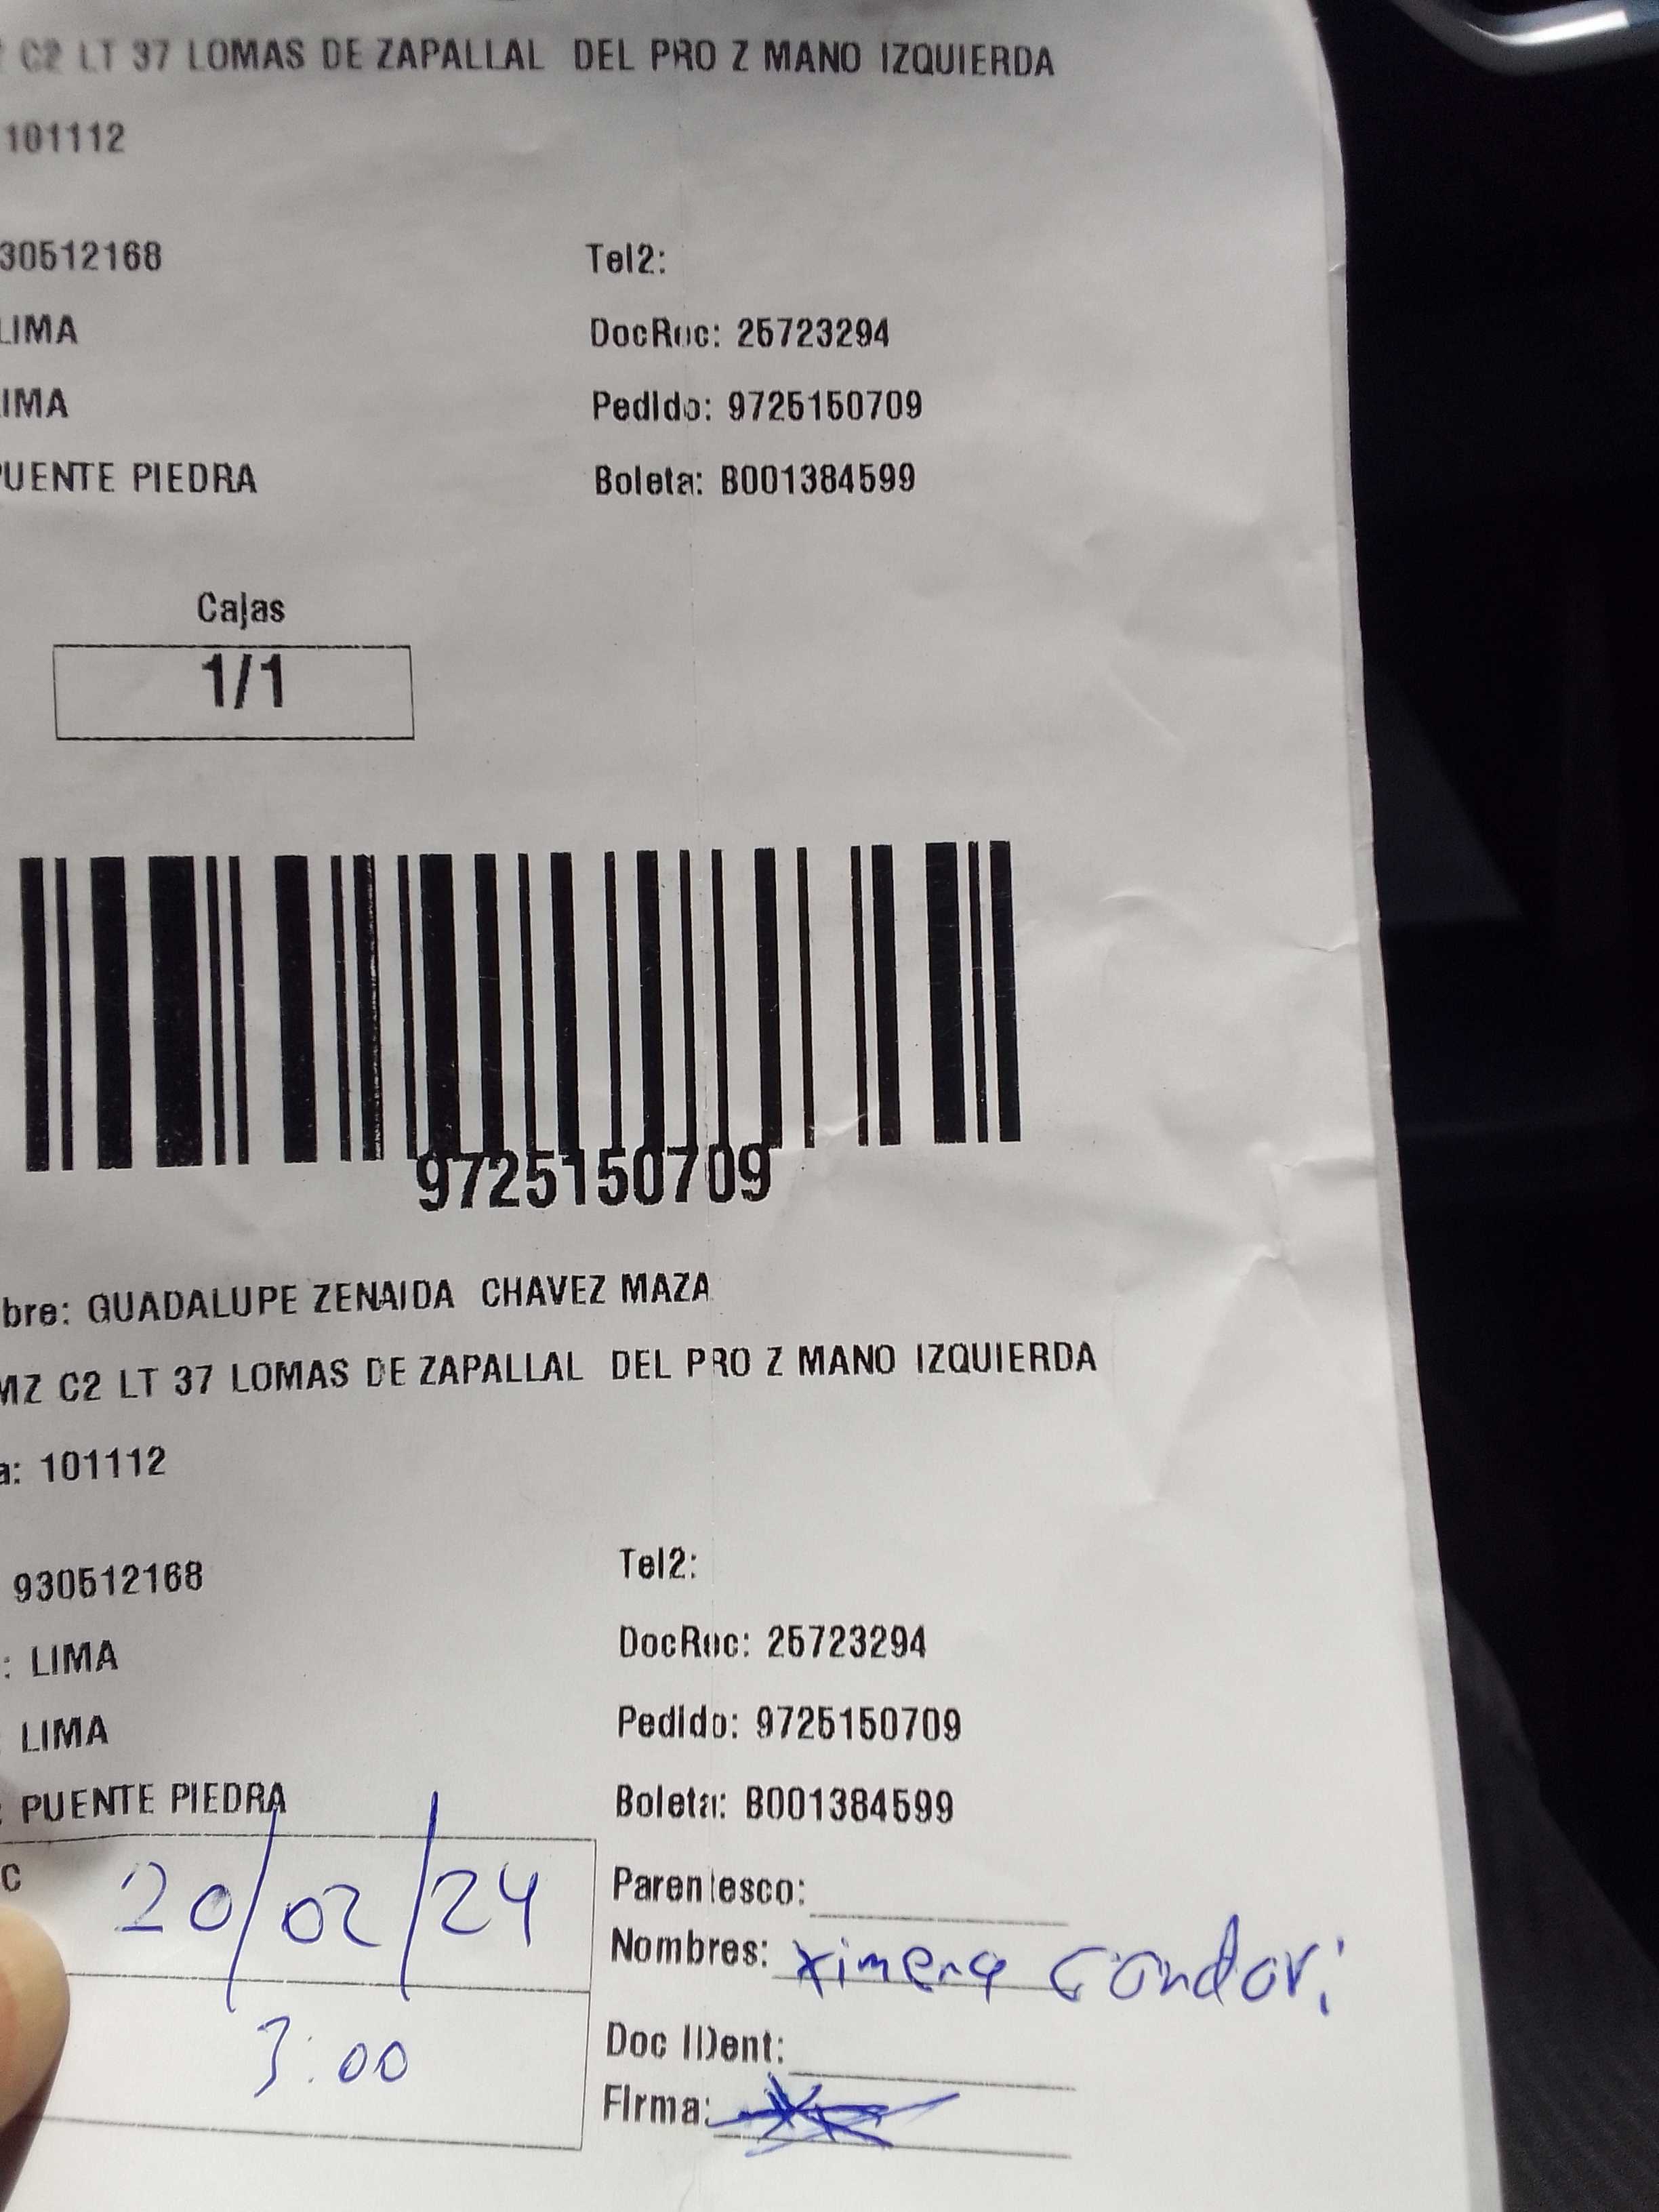 C2 LT 37 LOMAS DE ZAPALLAL DEL PRO Z MANO IZQUIERDA
101112
30512168 Tel2:
LIMA DocRuc: 25723294
IMA Pedido: 9725150709
PUENTE PIEDRA Boleta: B001384599
Cajas
1/1
9725150709
bre: GUADALUPE ZENAIDA CHAVEZ MAZA
MZ C2 LT 37 LOMAS DE ZAPALLAL DEL PRO Z MANO IZQUIERDA
a: 101112
930512168 Tel2:
: LIMA DocRuc: 25723294
: LIMA Pedido: 9725150709
: PUENTE PIEDRA Boleta: B001384599
C 20/02/24 Parentesco:
Nombres: Ximena Condori
3:00 Doc IDent:
Firma: